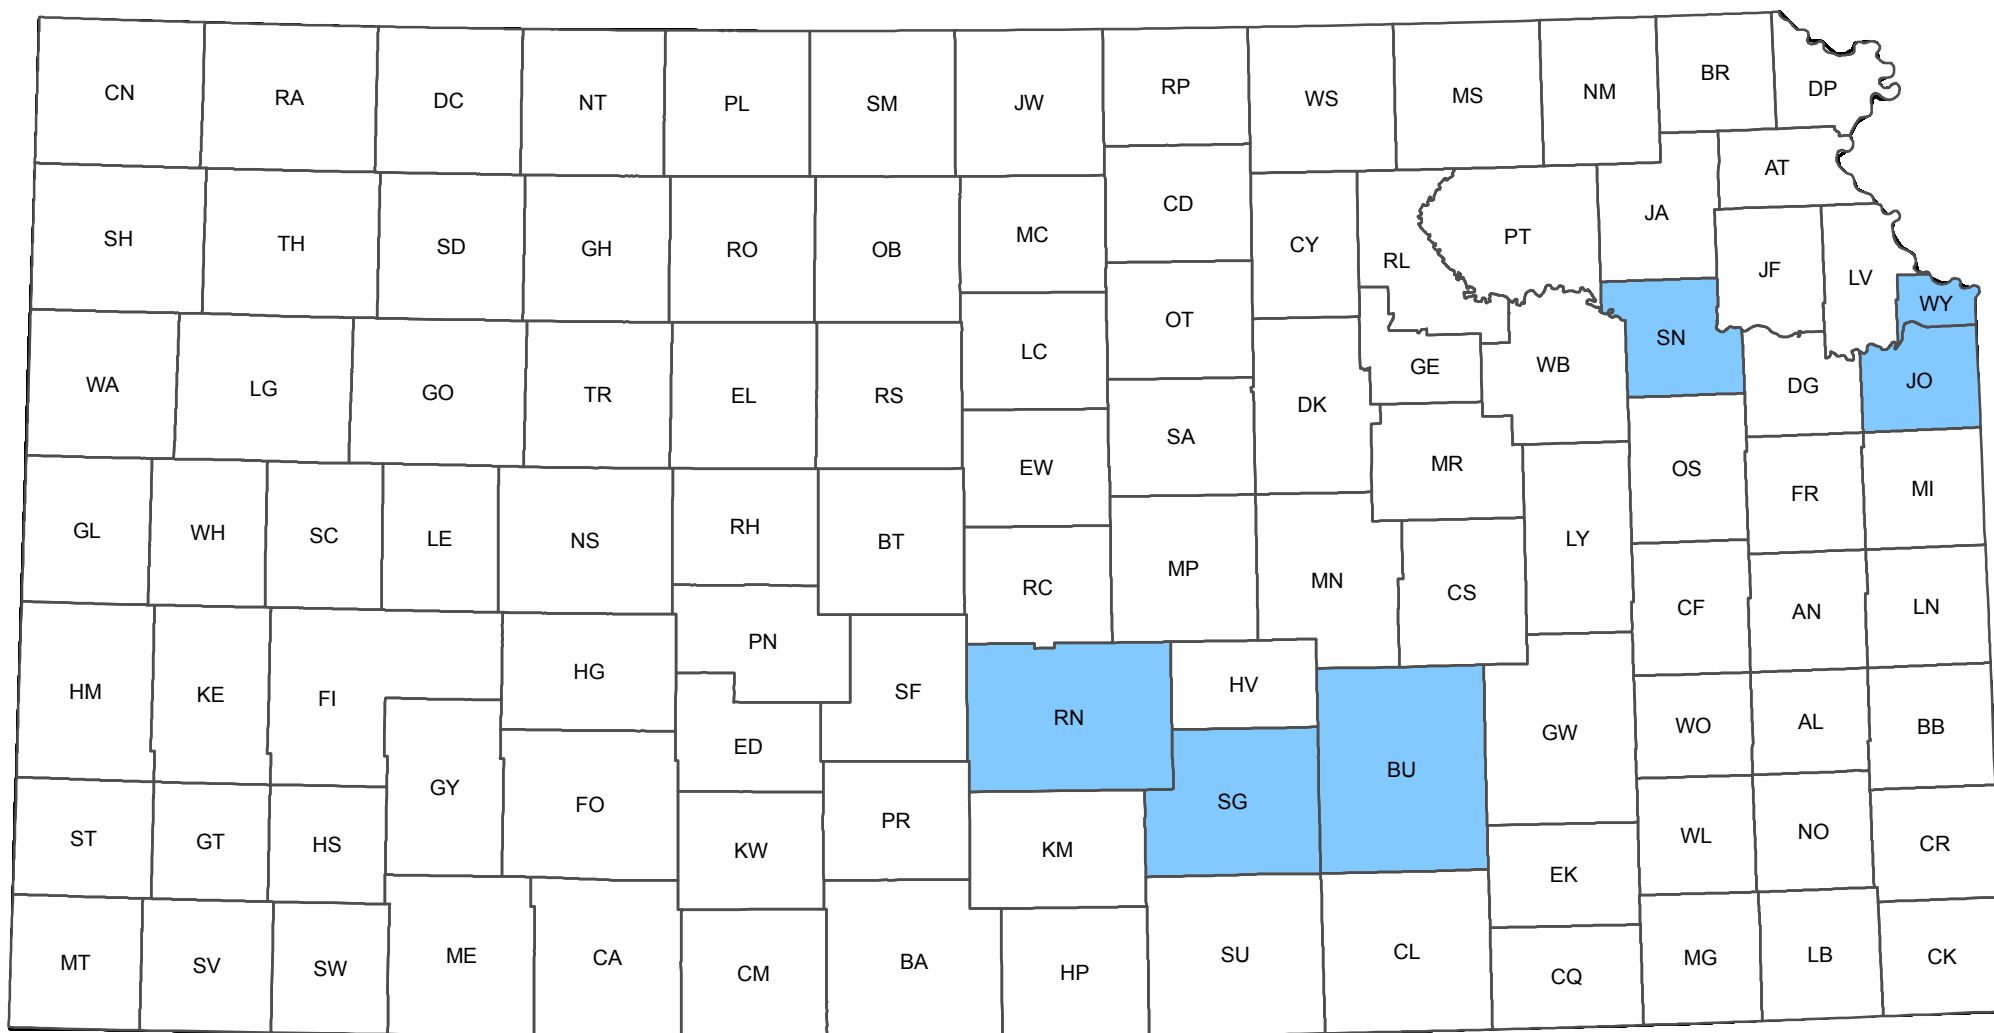 CN RA DC NT PL SM JW RP WS MS NM BR DP
AT
SH TH SD GH RO OB MC CD CY RL PT JA JF LV WY
WA LG GO TR EL RS LC OT DK GE WB SN DG JO
EW SA MR OS FR MI
GL WH SC LE NS RH BT RC MP MN CS LY CF AN LN
HM KE FI HG PN SF RN HV GW WO AL BB
ED GY FO BU SG
ST GT HS KW PR KM EK WL NO CR
MT SV SW ME CA CM BA HP SU CL CQ MG LB CK